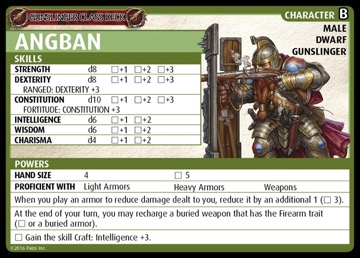 GUNSLINGER CLASS DECK
CHARACTER B
ANGBAN
MALE
DWARF
GUNSLINGER
SKILLS
STRENGTH d8 □+1 □+2 □+3
DEXTERITY d8 □+1 □+2 □+3
RANGED: DEXTERITY +3
CONSTITUTION d10 □+1 □+2 □+3
FORTITUDE: CONSTITUTION +3
INTELLIGENCE d6 □+1 □+2
WISDOM d6 □+1 □+2
CHARISMA d4 □+1 □+2
POWERS
HAND SIZE 4 □ 5
PROFICIENT WITH Light Armors Heavy Armors Weapons
When you play an armor to reduce damage dealt to you, reduce it by an additional 1 (□ 3).
At the end of your turn, you may recharge a buried weapon that has the Firearm trait
(□ or a buried armor).
□ Gain the skill Craft: Intelligence +3.
©2016 Paizo Inc.